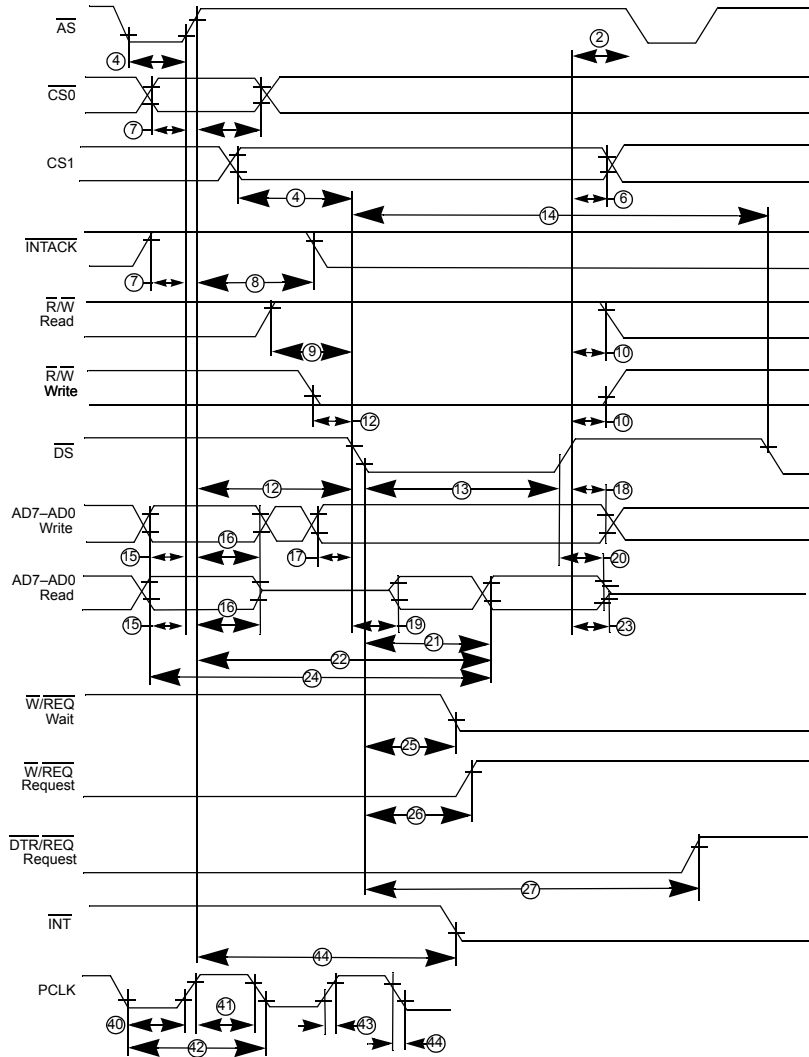 AS
②
④
CS0
⑦
CS1
④
⑥
⑭
INTACK
⑦
⑧
R/W
Read
⑨
⑩
R/W
Write
⑫
⑩
DS
⑫
⑬
⑱
AD7–AD0
Write
⑮
⑯
⑰
⑳
AD7–AD0
Read
⑮
⑯
⑲
㉑
㉓
㉒
㉔
W/REQ
Wait
㉕
W/REQ
Request
㉖
DTR/REQ
Request
㉗
INT
㊹
PCLK
㊵
㊶
㊸
㊷
㊹